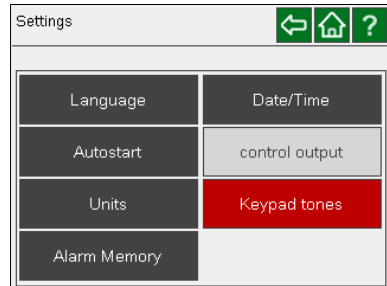 Settings
?
Language
Date/Time
Autostart
control output
Units
Keypad tones
Alarm Memory